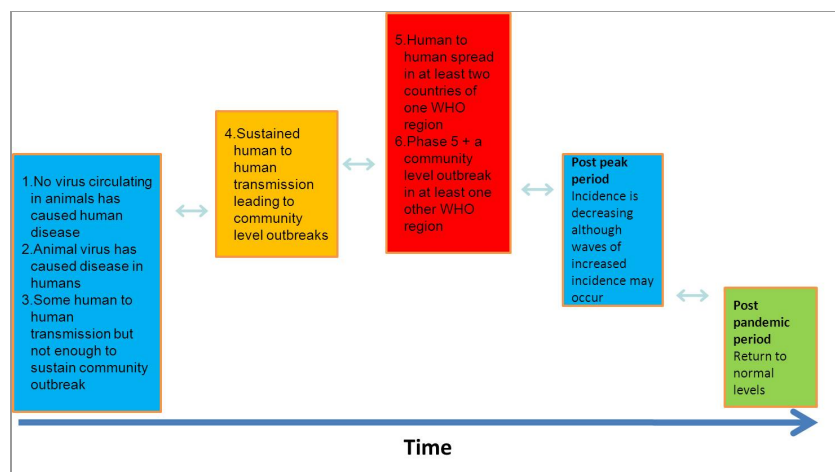 1.No virus circulating
in animals has
caused human
disease
2.Animal virus has
caused disease in
humans
3.Some human to
human
transmission but
not enough to
sustain community
outbreak
4.Sustained
human to
human
transmission
leading to
community
level outbreaks
5.Human to
human spread
in at least two
countries of
one WHO
region
6.Phase 5 + a
community
level outbreak
in at least one
other WHO
region
Post peak
period
Incidence is
decreasing
although
waves of
increased
incidence may
occur
Post
pandemic
period
Return to
normal
levels
Time